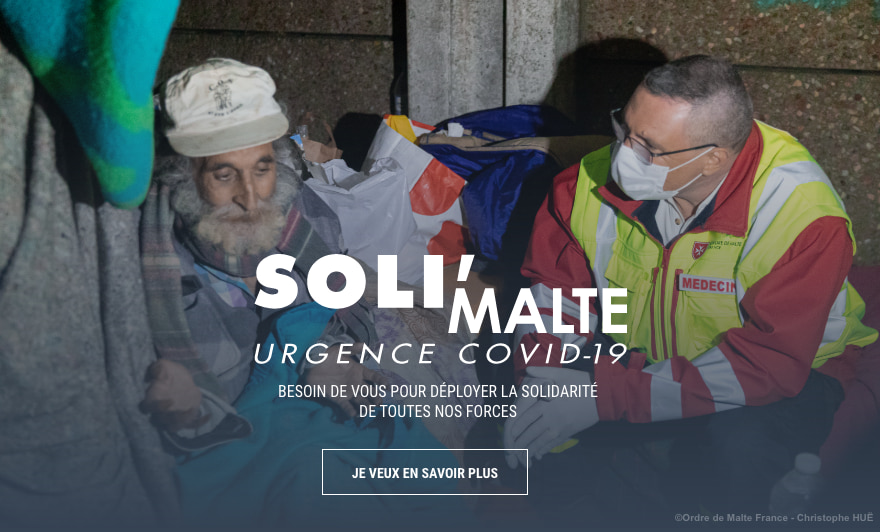 SOLI'
MALTE
URGENCE COVID-19
BESOIN DE VOUS POUR DÉPLOYER LA SOLIDARITÉ
DE TOUTES NOS FORCES
JE VEUX EN SAVOIR PLUS
MEDECIN
©Ordre de Malte France - Christophe HUË